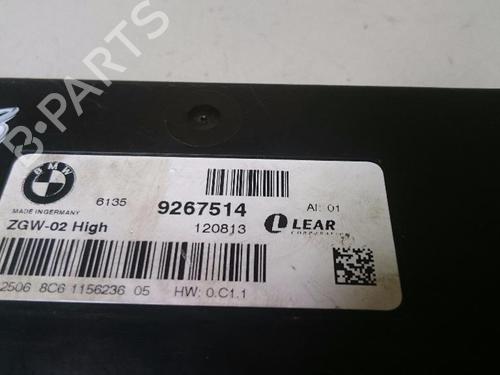 B-PARTS
BMW
MADE IN GERMANY
6135 9267514 AI: 01
ZGW-02 High 120813 LEAR
CORPORATION
2506 8C6 1156236 05 HW: 0.C1.1